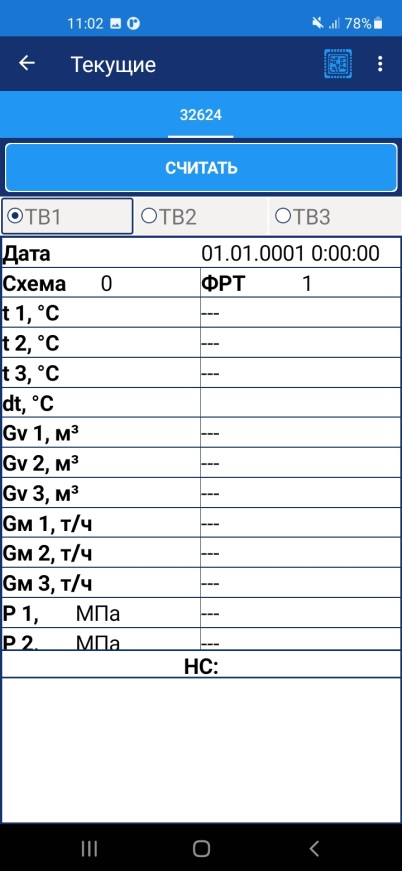 11:02 78%
Текущие
32624
СЧИТАТЬ
ТВ1 ТВ2 ТВ3
Дата 01.01.0001 0:00:00
Схема 0 ФРТ 1
t 1, °C ---
t 2, °C ---
t 3, °C ---
dt, °C
Gv 1, м³ ---
Gv 2, м³ ---
Gv 3, м³ ---
Gм 1, т/ч ---
Gм 2, т/ч ---
Gм 3, т/ч ---
P 1, МПа ---
P 2, МПа ---
НС: